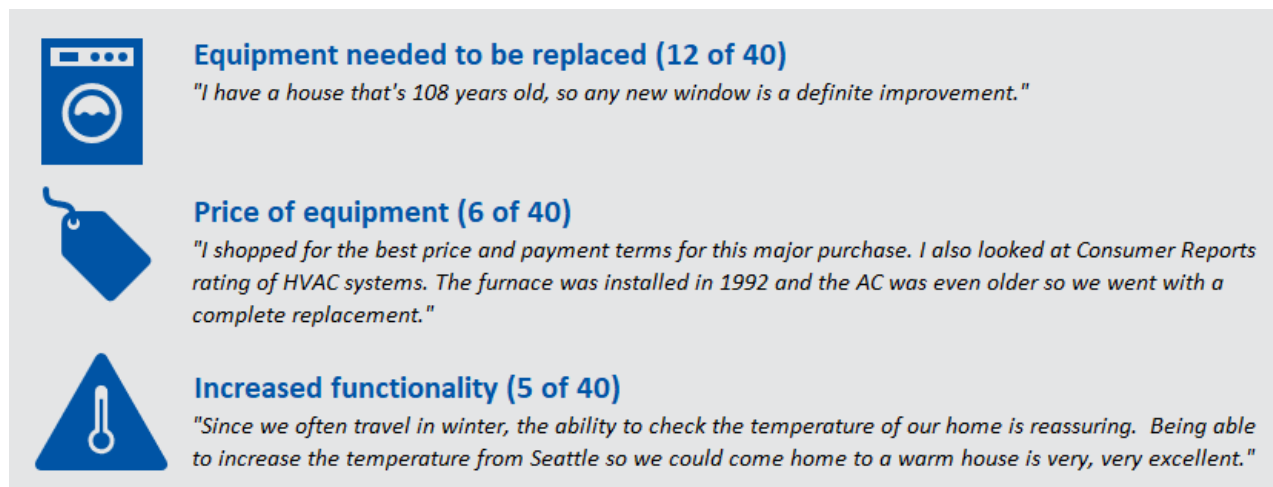 Equipment needed to be replaced (12 of 40)
"I have a house that's 108 years old, so any new window is a definite improvement."
Price of equipment (6 of 40)
"I shopped for the best price and payment terms for this major purchase. I also looked at Consumer Reports
rating of HVAC systems. The furnace was installed in 1992 and the AC was even older so we went with a
complete replacement."
Increased functionality (5 of 40)
"Since we often travel in winter, the ability to check the temperature of our home is reassuring.  Being able
to increase the temperature from Seattle so we could come home to a warm house is very, very excellent."